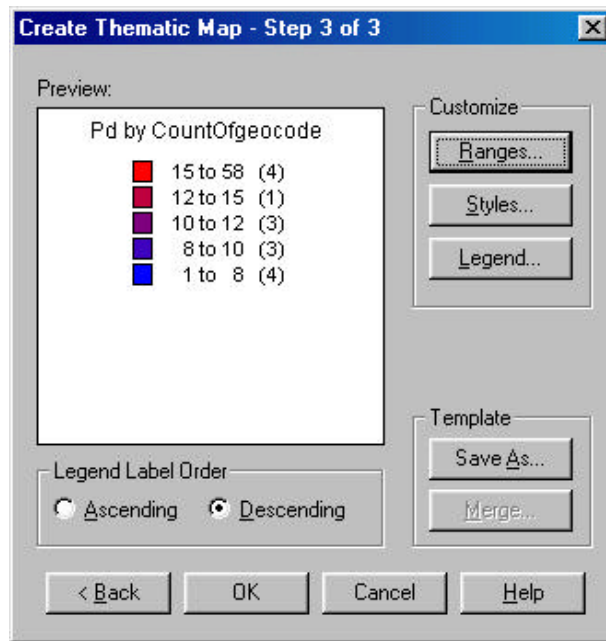 Create Thematic Map - Step 3 of 3
Preview:
Pd by CountOfgeocode
15 to 58 (4)
12 to 15 (1)
10 to 12 (3)
8 to 10 (3)
1 to 8 (4)
Legend Label Order
Ascending Descending
Customize
Ranges...
Styles...
Legend...
Template
Save As...
Merge...
< Back OK Cancel Help